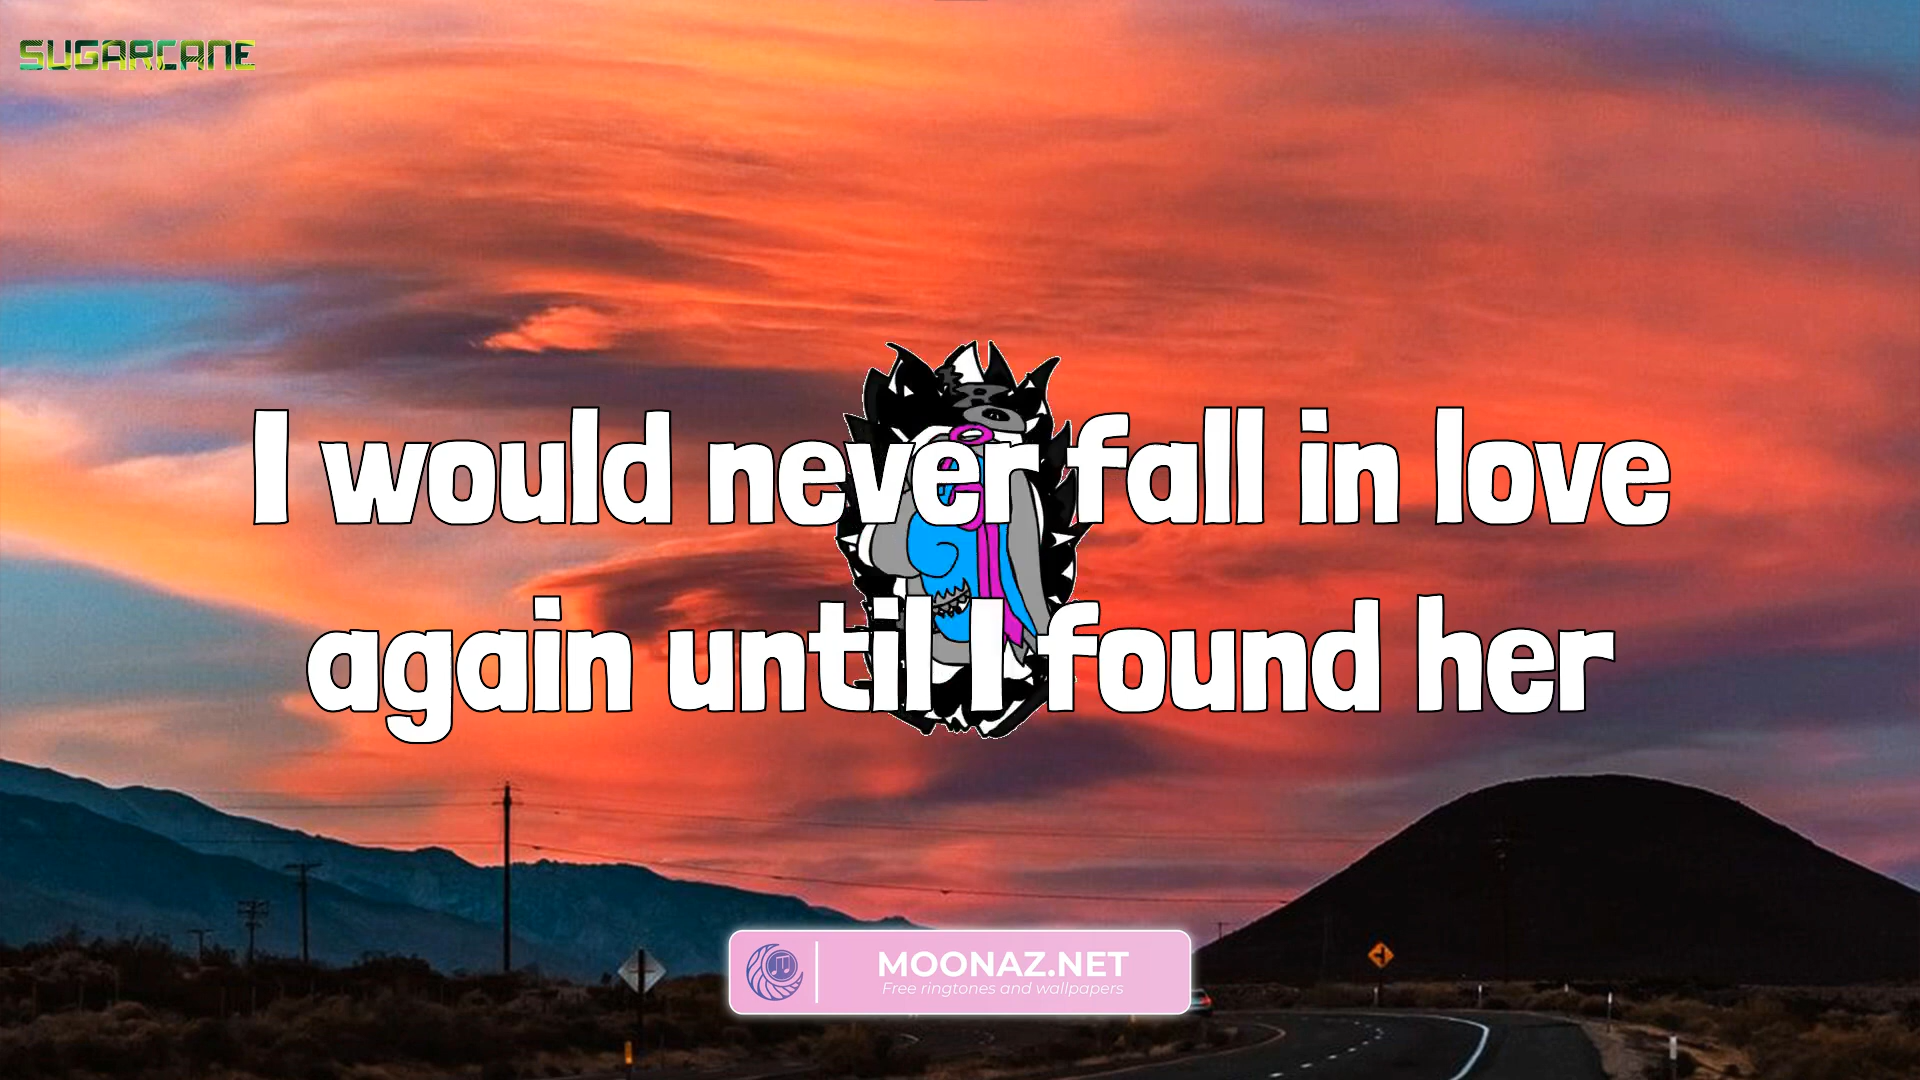 SUGARCANE
I would never fall in love
again until I found her
MOONAZ.NET
Free ringtones and wallpapers